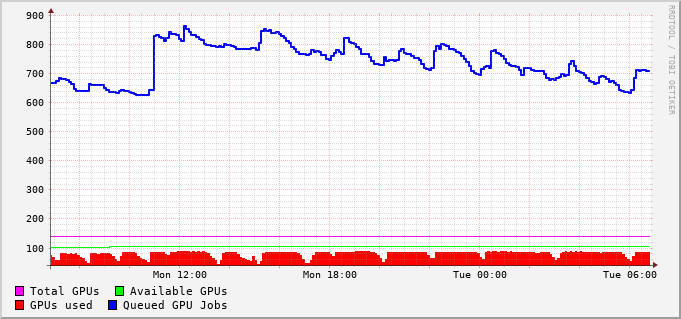 900
800
700
600
500
400
300
200
100
Mon 12:00 Mon 18:00 Tue 00:00 Tue 06:00
Total GPUs Available GPUs
GPUs used Queued GPU Jobs
RRDTOOL / TOBI OETIKER